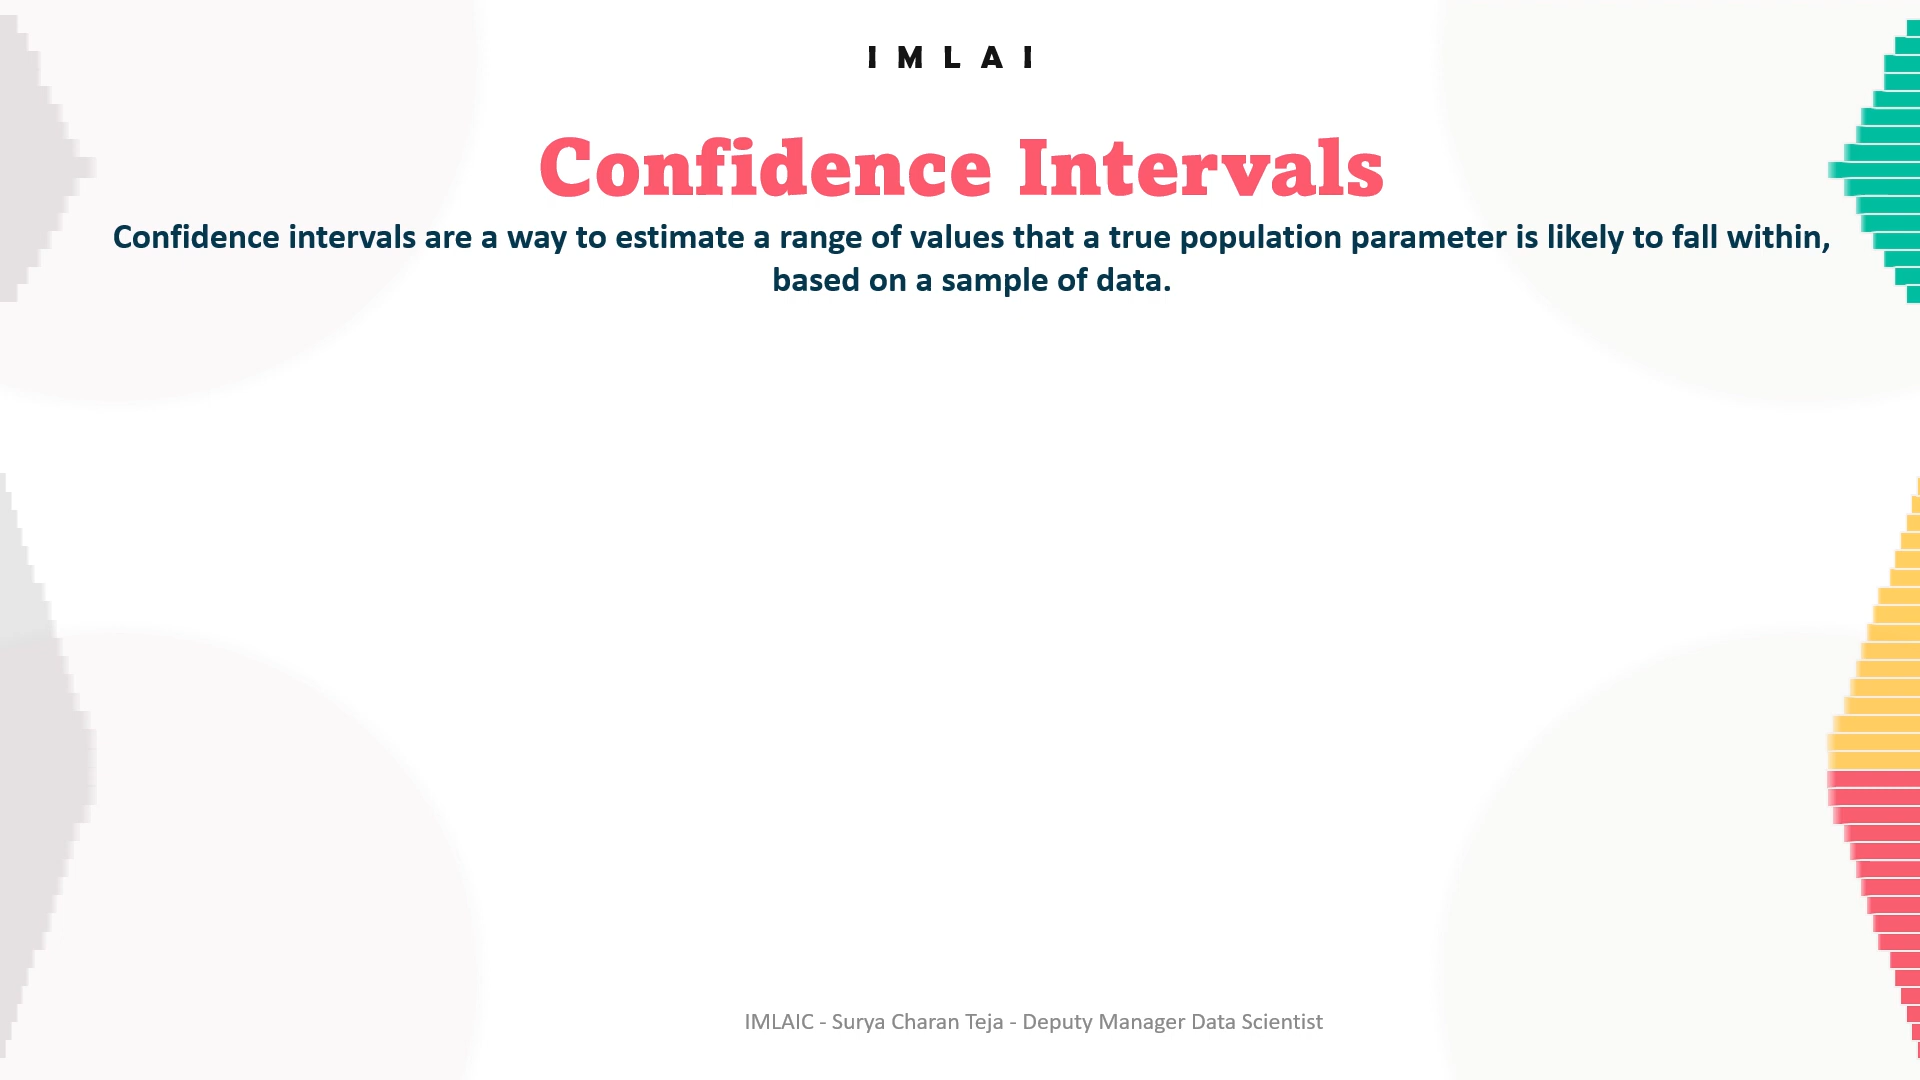 IMLAI
Confidence Intervals
Confidence intervals are a way to estimate a range of values that a true population parameter is likely to fall within,
based on a sample of data.
IMLAIC - Surya Charan Teja - Deputy Manager Data Scientist